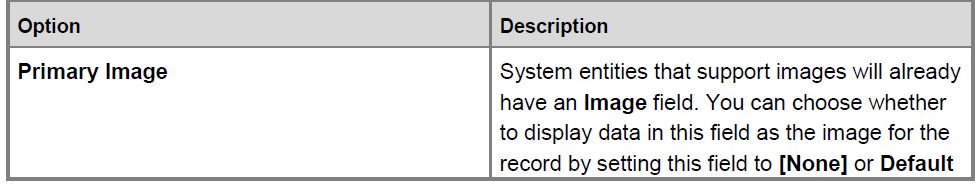 Option Description
Primary Image System entities that support images will already
have an Image field. You can choose whether
to display data in this field as the image for the
record by setting this field to [None] or Default